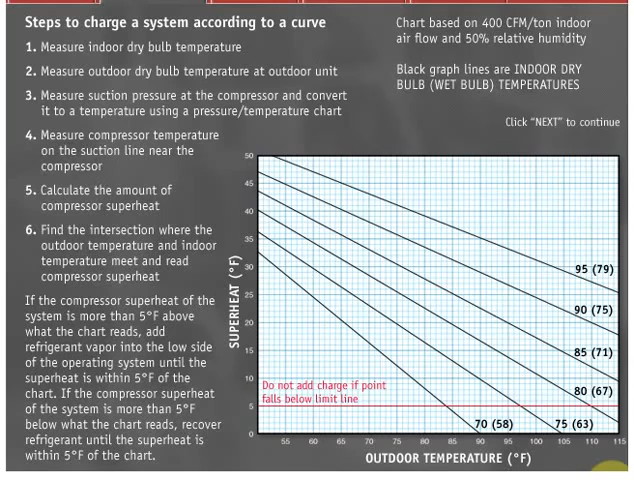 Steps to charge a system according to a curve
1. Measure indoor dry bulb temperature
2. Measure outdoor dry bulb temperature at outdoor unit
3. Measure suction pressure at the compressor and convert
it to a temperature using a pressure/temperature chart
4. Measure compressor temperature
on the suction line near the
compressor
5. Calculate the amount of
compressor superheat
6. Find the intersection where the
outdoor temperature and indoor
temperature meet and read
compressor superheat
If the compressor superheat of the
system is more than 5°F above
what the chart reads, add
refrigerant vapor into the low side
of the operating system until the
superheat is within 5°F of the
chart. If the compressor superheat
of the system is more than 5°F
below what the chart reads, recover
refrigerant until the superheat is
within 5°F of the chart.
Chart based on 400 CFM/ton indoor
air flow and 50% relative humidity
Black graph lines are INDOOR DRY
BULB (WET BULB) TEMPERATURES
Click "NEXT" to continue
SUPERHEAT (°F)
50
45
40
35
30
25
20
15
10
5
0
95 (79)
90 (75)
85 (71)
80 (67)
Do not add charge if point
falls below limit line
70 (58)
75 (63)
55 60 65 70 75 80 85 90 95 100 105 110 115
OUTDOOR TEMPERATURE (°F)